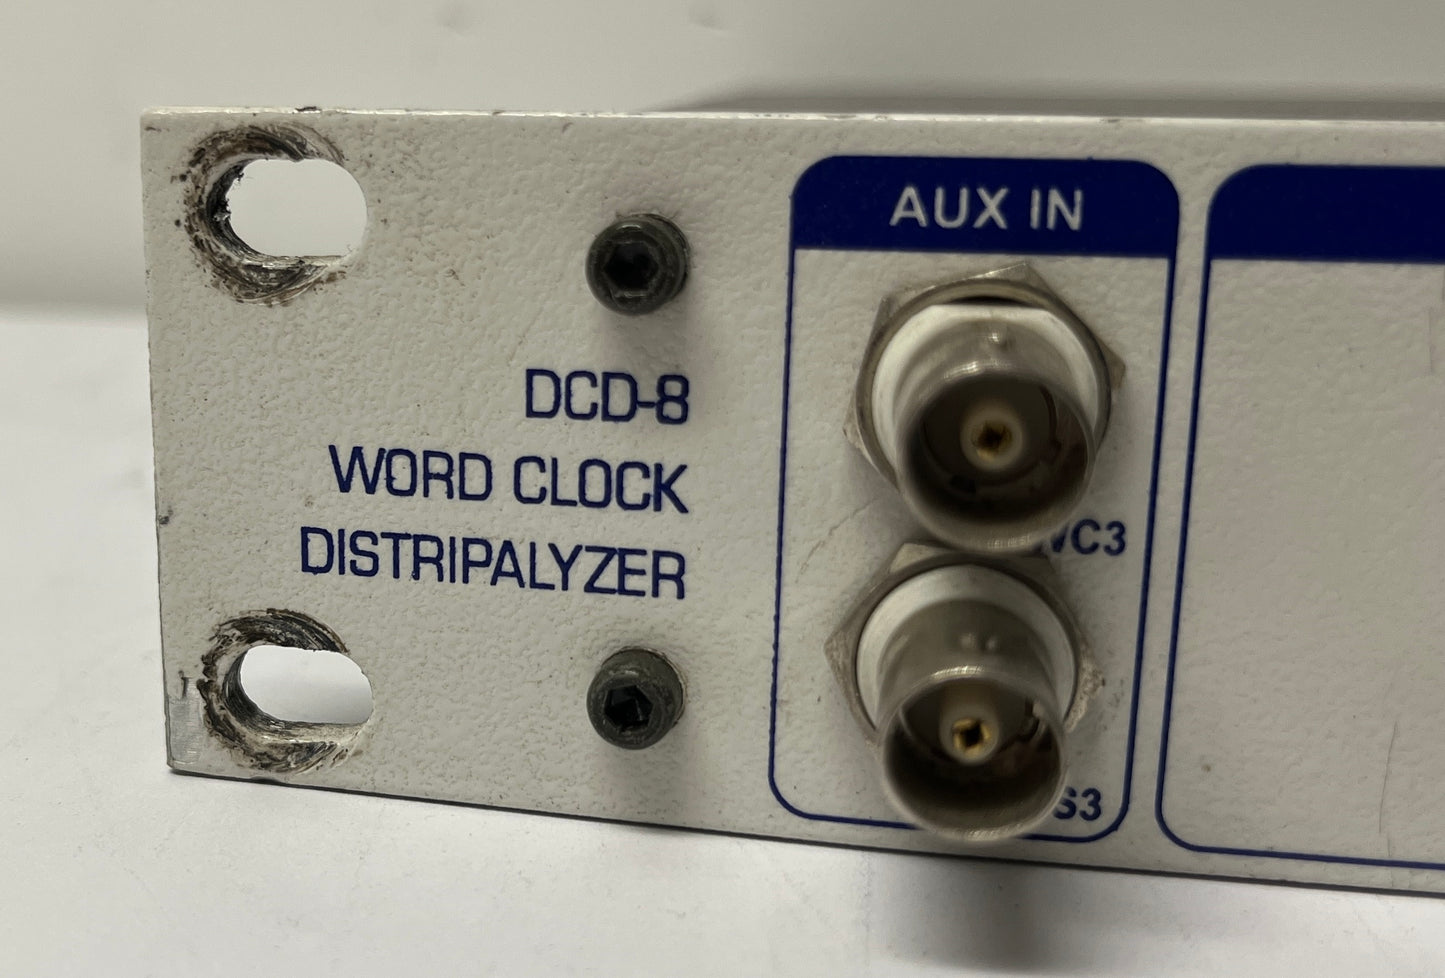 AUX IN
DCD-8
WORD CLOCK
DISTRIPALYZER